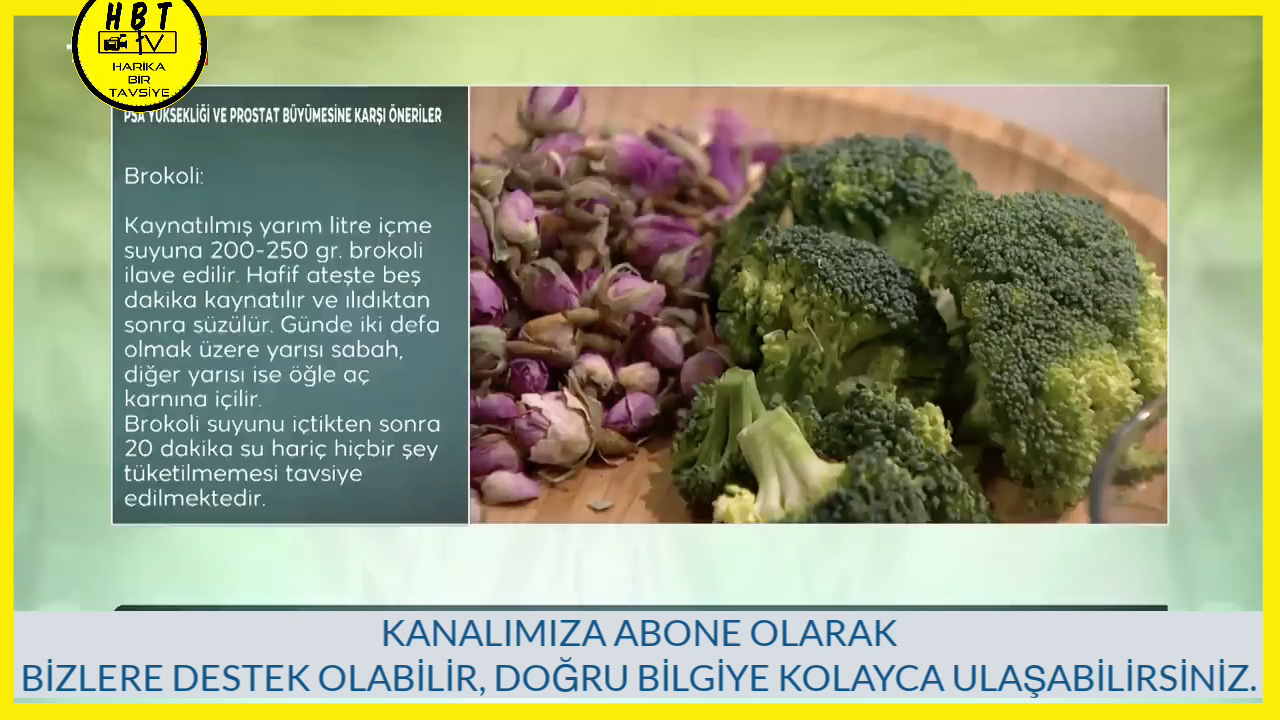 HBT
TV
HARIKA
BIR
TAVSİYE
PSA YÜKSEKLİĞİ VE PROSTAT BÜYÜMESİNE KARŞI ÖNERİLER
Brokoli:
Kaynatılmış yarım litre içme
suyuna 200-250 gr. brokoli
ilave edilir. Hafif ateşte beş
dakika kaynatılır ve ılıdıktan
sonra süzülür. Günde iki defa
olmak üzere yarısı sabah,
diğer yarısı ise öğle aç
karnına içilir.
Brokoli suyunu içtikten sonra
20 dakika su hariç hiçbir şey
tüketilmemesi tavsiye
edilmektedir.
KANALIMIZA ABONE OLARAK
BİZLERE DESTEK OLABİLİR, DOĞRU BİLGİYE KOLAYCA ULAŞABİLİRSİNİZ.